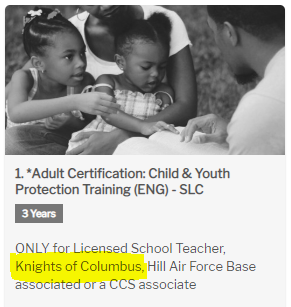 1. *Adult Certification: Child & Youth
Protection Training (ENG) - SLC
3 Years
ONLY for Licensed School Teacher,
Knights of Columbus, Hill Air Force Base
associated or a CCS associate